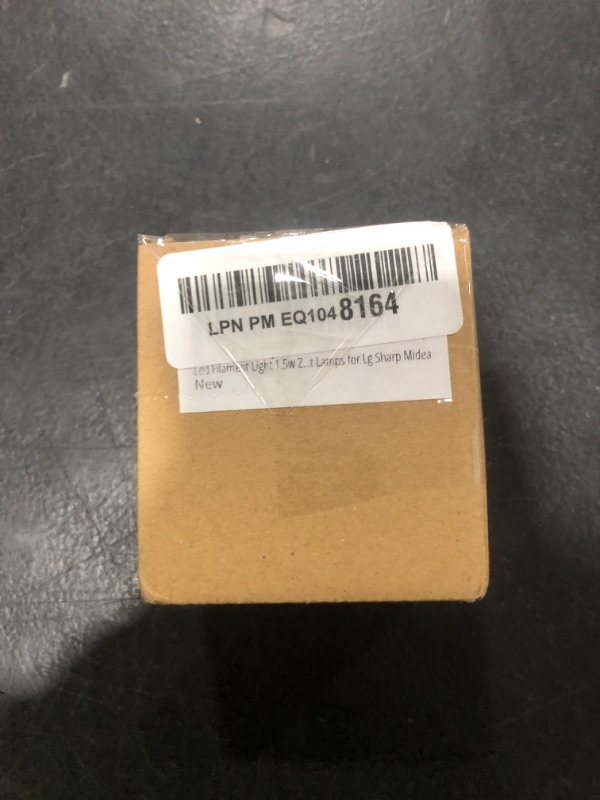 LPN PM EQ1048164
Led Filament Light 1.5w Z...t Lamps for Lg Sharp Midea
New